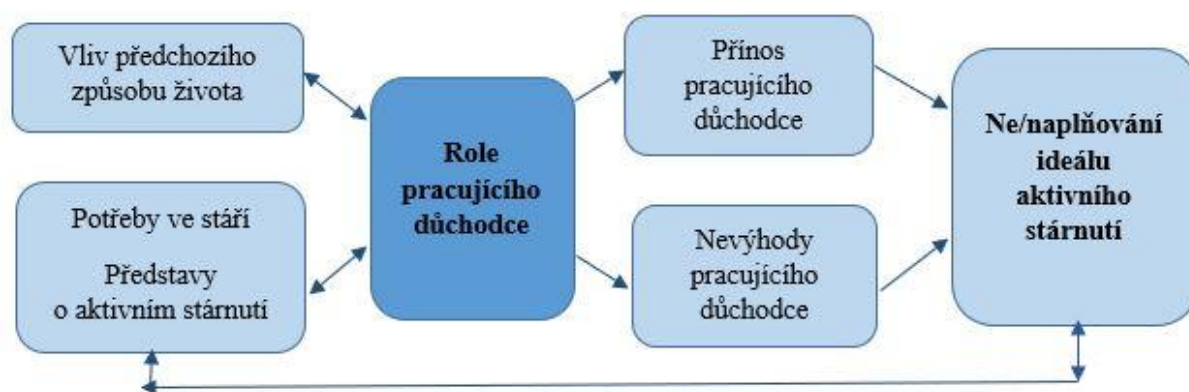 Vliv předchozího
způsobu života
Potřeby ve stáří
Představy
o aktivním stárnutí
Role
pracujícího
důchodce
Přínos
pracujícího
důchodce
Nevýhody
pracujícího
důchodce
Ne/naplňování
ideálu
aktivního
stárnutí